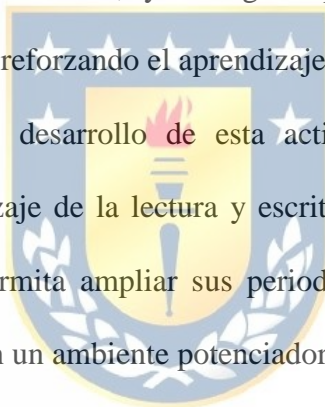 reforzando el aprendizaje
desarrollo de esta acti
zaje de la lectura y escrit
rmita ampliar sus period
n un ambiente potenciador